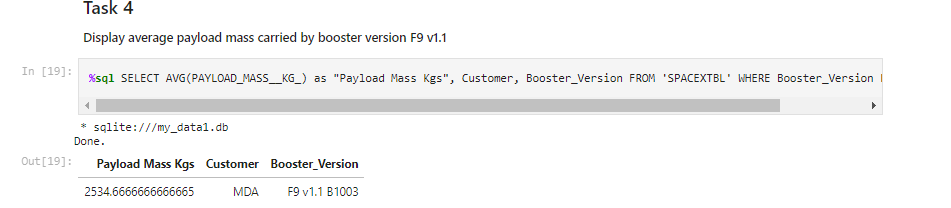 Task 4
Display average payload mass carried by booster version F9 v1.1
In [19]: %sql SELECT AVG(PAYLOAD_MASS__KG_) as "Payload Mass Kgs", Customer, Booster_Version FROM 'SPACEXTBL' WHERE Booster_Version
* sqlite:///my_data1.db
Done.
Out[19]: Payload Mass Kgs Customer Booster_Version
2534.6666666666665 MDA F9 v1.1 B1003